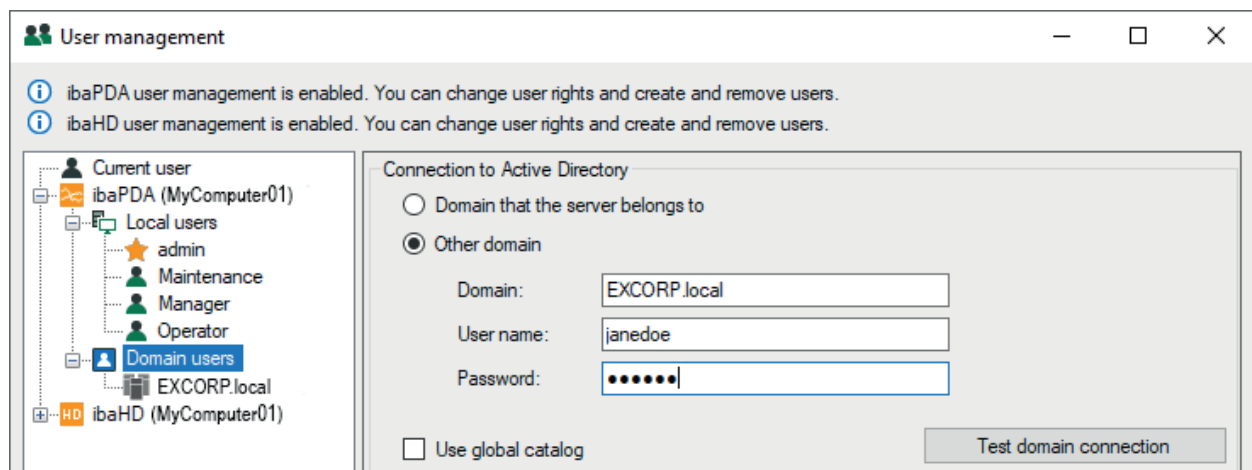 User management
ibaPDA user management is enabled. You can change user rights and create and remove users.
ibaHD user management is enabled. You can change user rights and create and remove users.
Current user
ibaPDA (MyComputer01)
Local users
admin
Maintenance
Manager
Operator
Domain users
EXCORP.local
HD ibaHD (MyComputer01)
Connection to Active Directory
Domain that the server belongs to
Other domain
Domain: EXCORP.local
User name: janedoe
Password: ●●●●●●
Use global catalog
Test domain connection